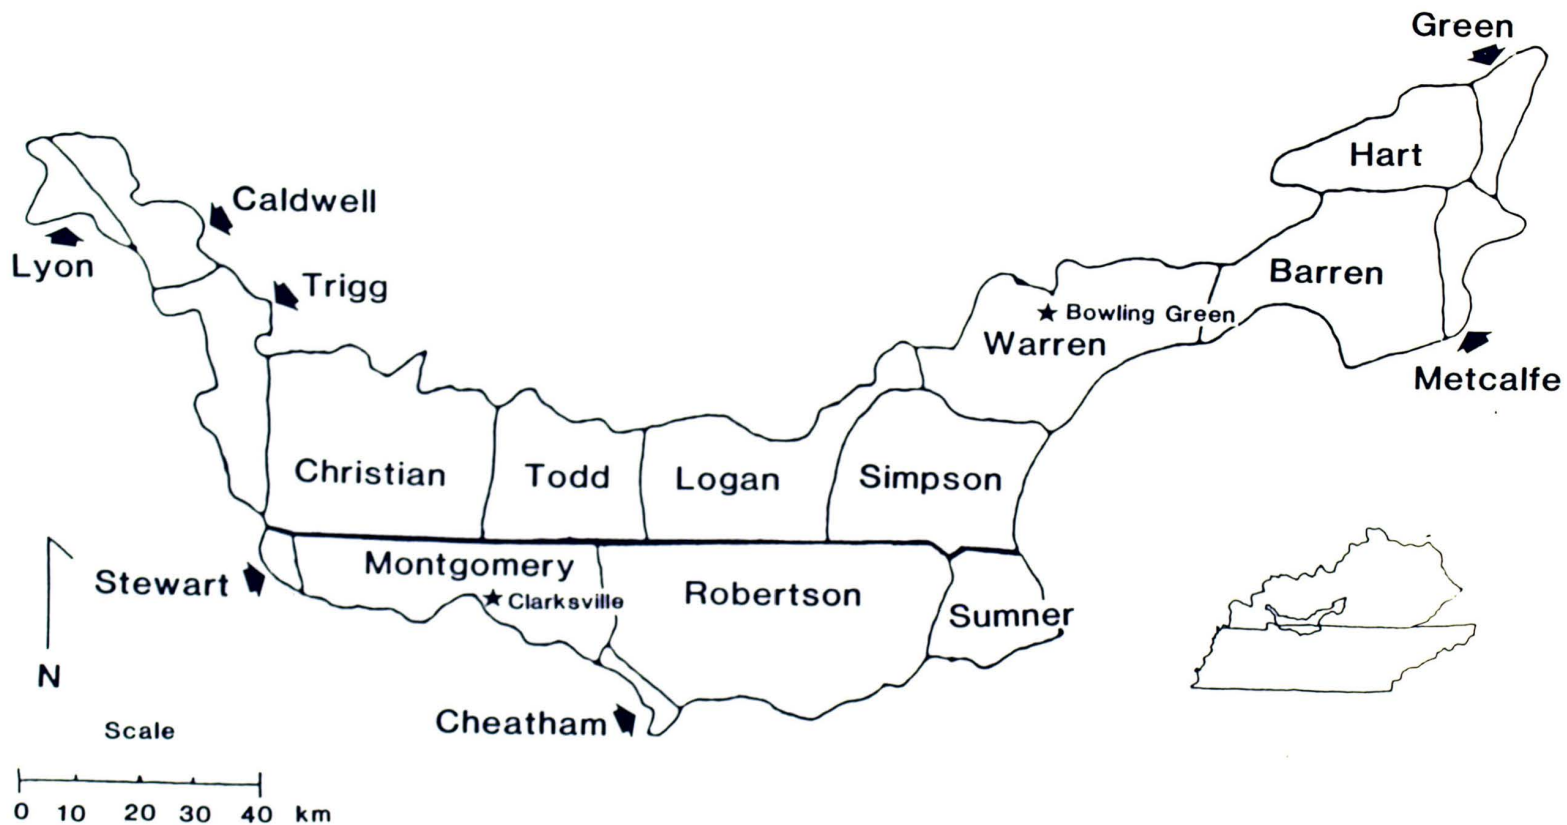 Green
Hart
Caldwell
Lyon
Trigg
Barren
Bowling Green
Warren
Metcalfe
Christian
Todd
Logan
Simpson
Montgomery
Stewart
Clarksville
Robertson
Sumner
N
Cheatham
Scale
0 10 20 30 40 km